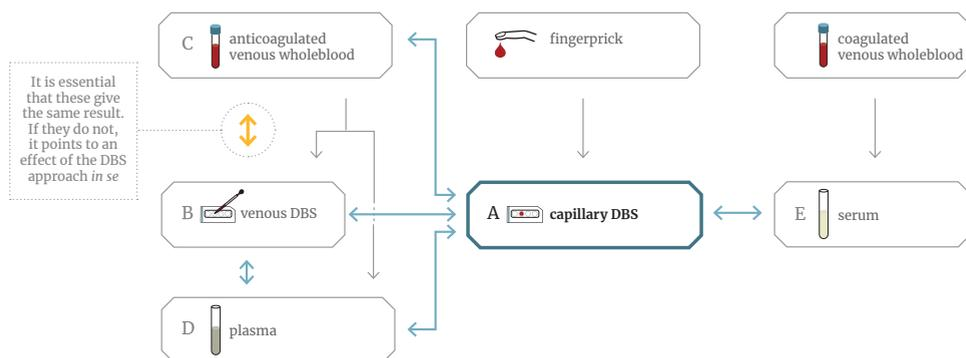 C
anticoagulated
venous wholeblood
fingerprick
coagulated
venous wholeblood
It is essential
that these give
the same result.
If they do not,
it points to an
effect of the DBS
approach in se
B
venous DBS
A
capillary DBS
E
serum
D
plasma